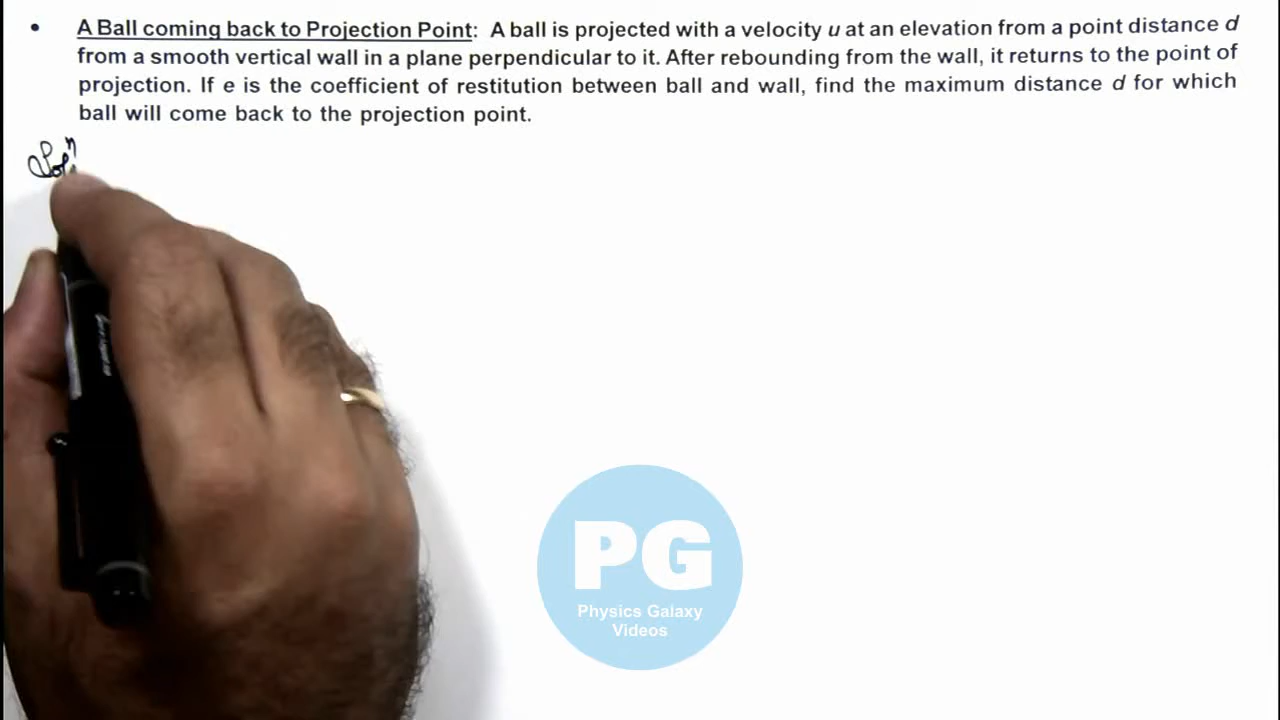 • A Ball coming back to Projection Point: A ball is projected with a velocity u at an elevation from a point distance d
from a smooth vertical wall in a plane perpendicular to it. After rebounding from the wall, it returns to the point of
projection. If e is the coefficient of restitution between ball and wall, find the maximum distance d for which
ball will come back to the projection point.
Solⁿ
PG
Physics Galaxy
Videos